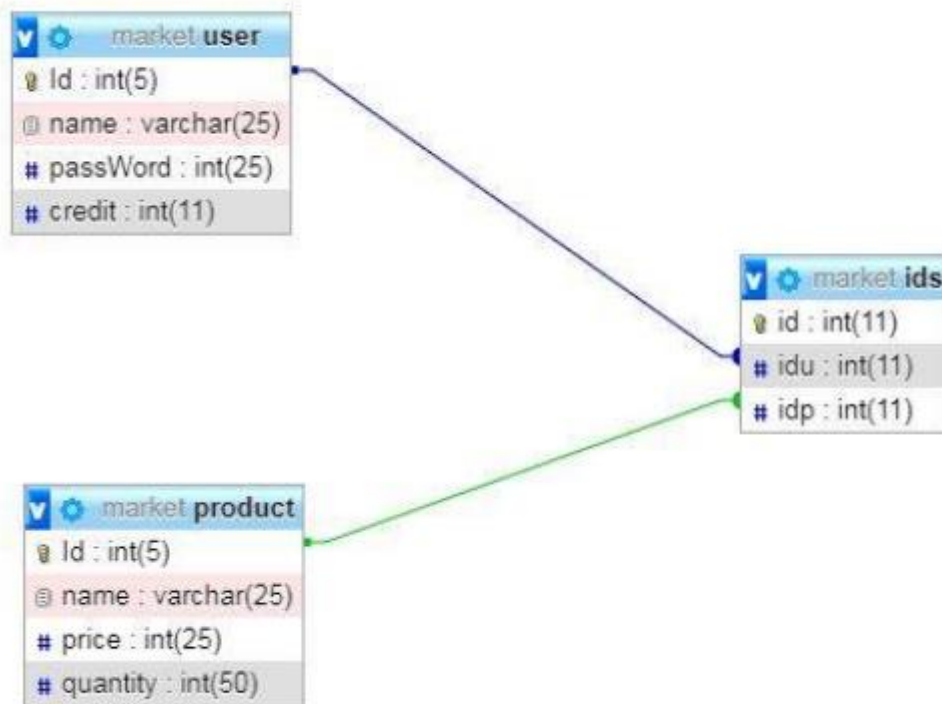 v market user
Id : int(5)
name : varchar(25)
# passWord : int(25)
# credit : int(11)
v market ids
id : int(11)
# idu : int(11)
# idp : int(11)
v market product
Id : int(5)
name : varchar(25)
# price : int(25)
# quantity : int(50)